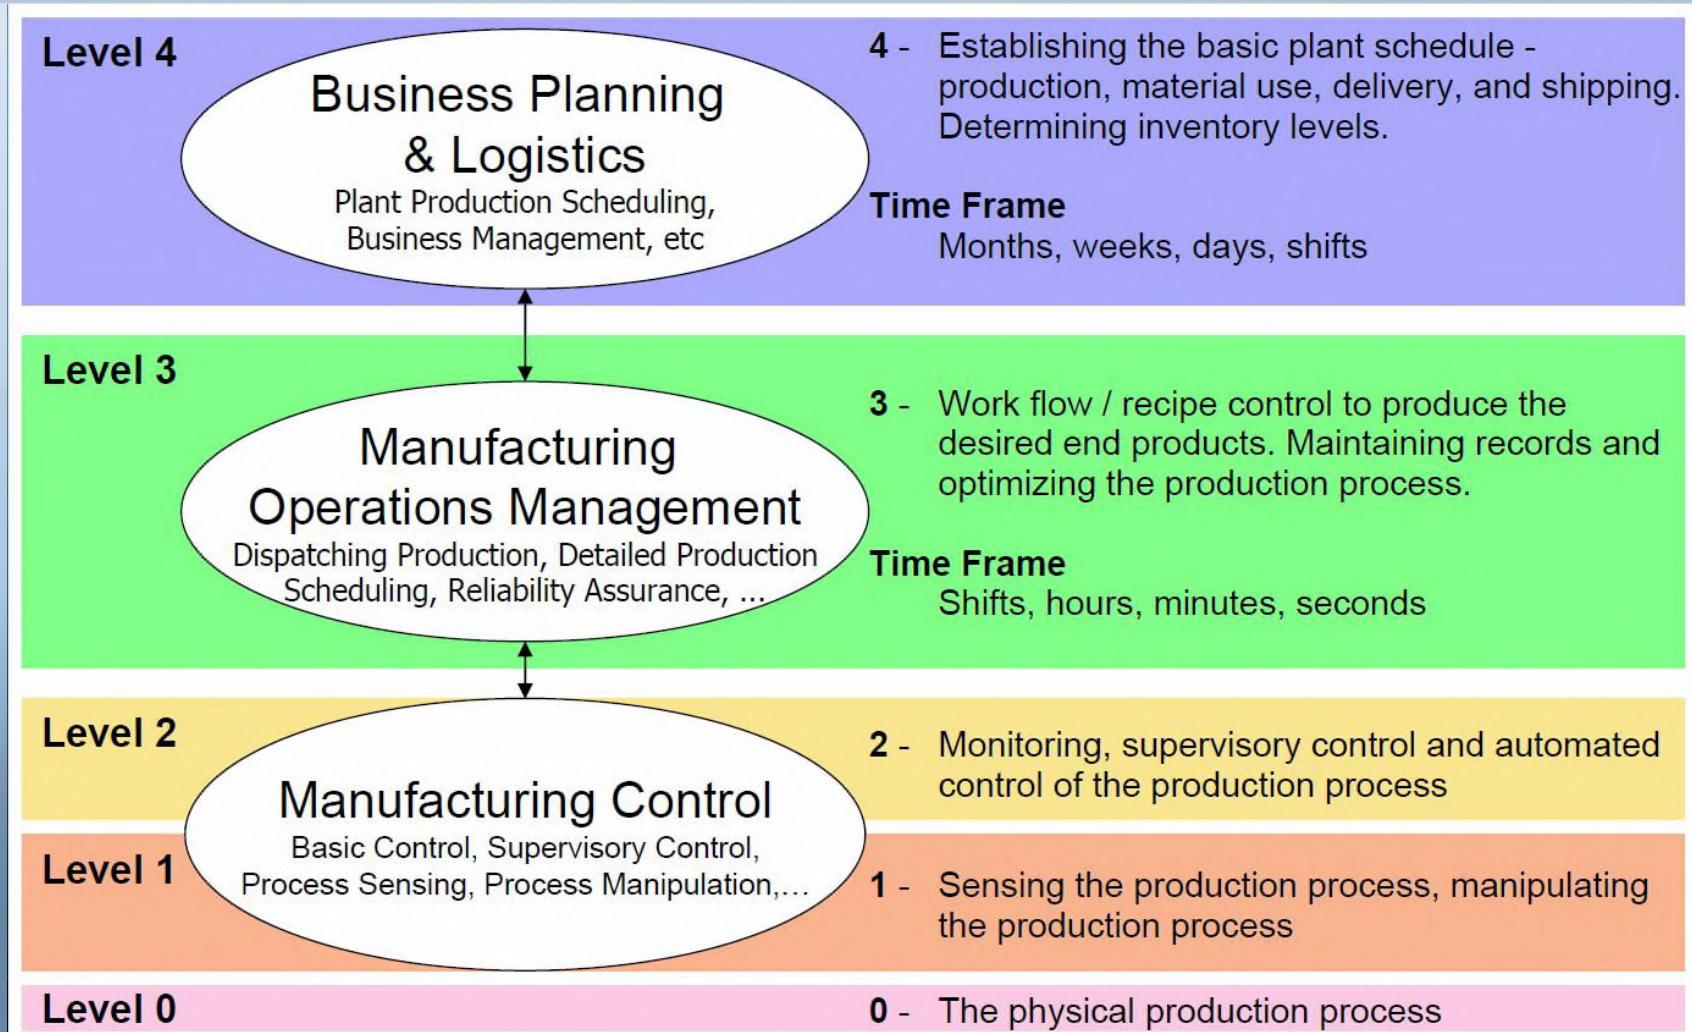 Level 4
Business Planning
& Logistics
Plant Production Scheduling,
Business Management, etc
4 - Establishing the basic plant schedule -
production, material use, delivery, and shipping.
Determining inventory levels.
Time Frame
Months, weeks, days, shifts
Level 3
Manufacturing
Operations Management
Dispatching Production, Detailed Production
Scheduling, Reliability Assurance, ...
3 - Work flow / recipe control to produce the
desired end products. Maintaining records and
optimizing the production process.
Time Frame
Shifts, hours, minutes, seconds
Level 2
Manufacturing Control
Basic Control, Supervisory Control,
Process Sensing, Process Manipulation,...
2 - Monitoring, supervisory control and automated
control of the production process
Level 1
1 - Sensing the production process, manipulating
the production process
Level 0
0 - The physical production process